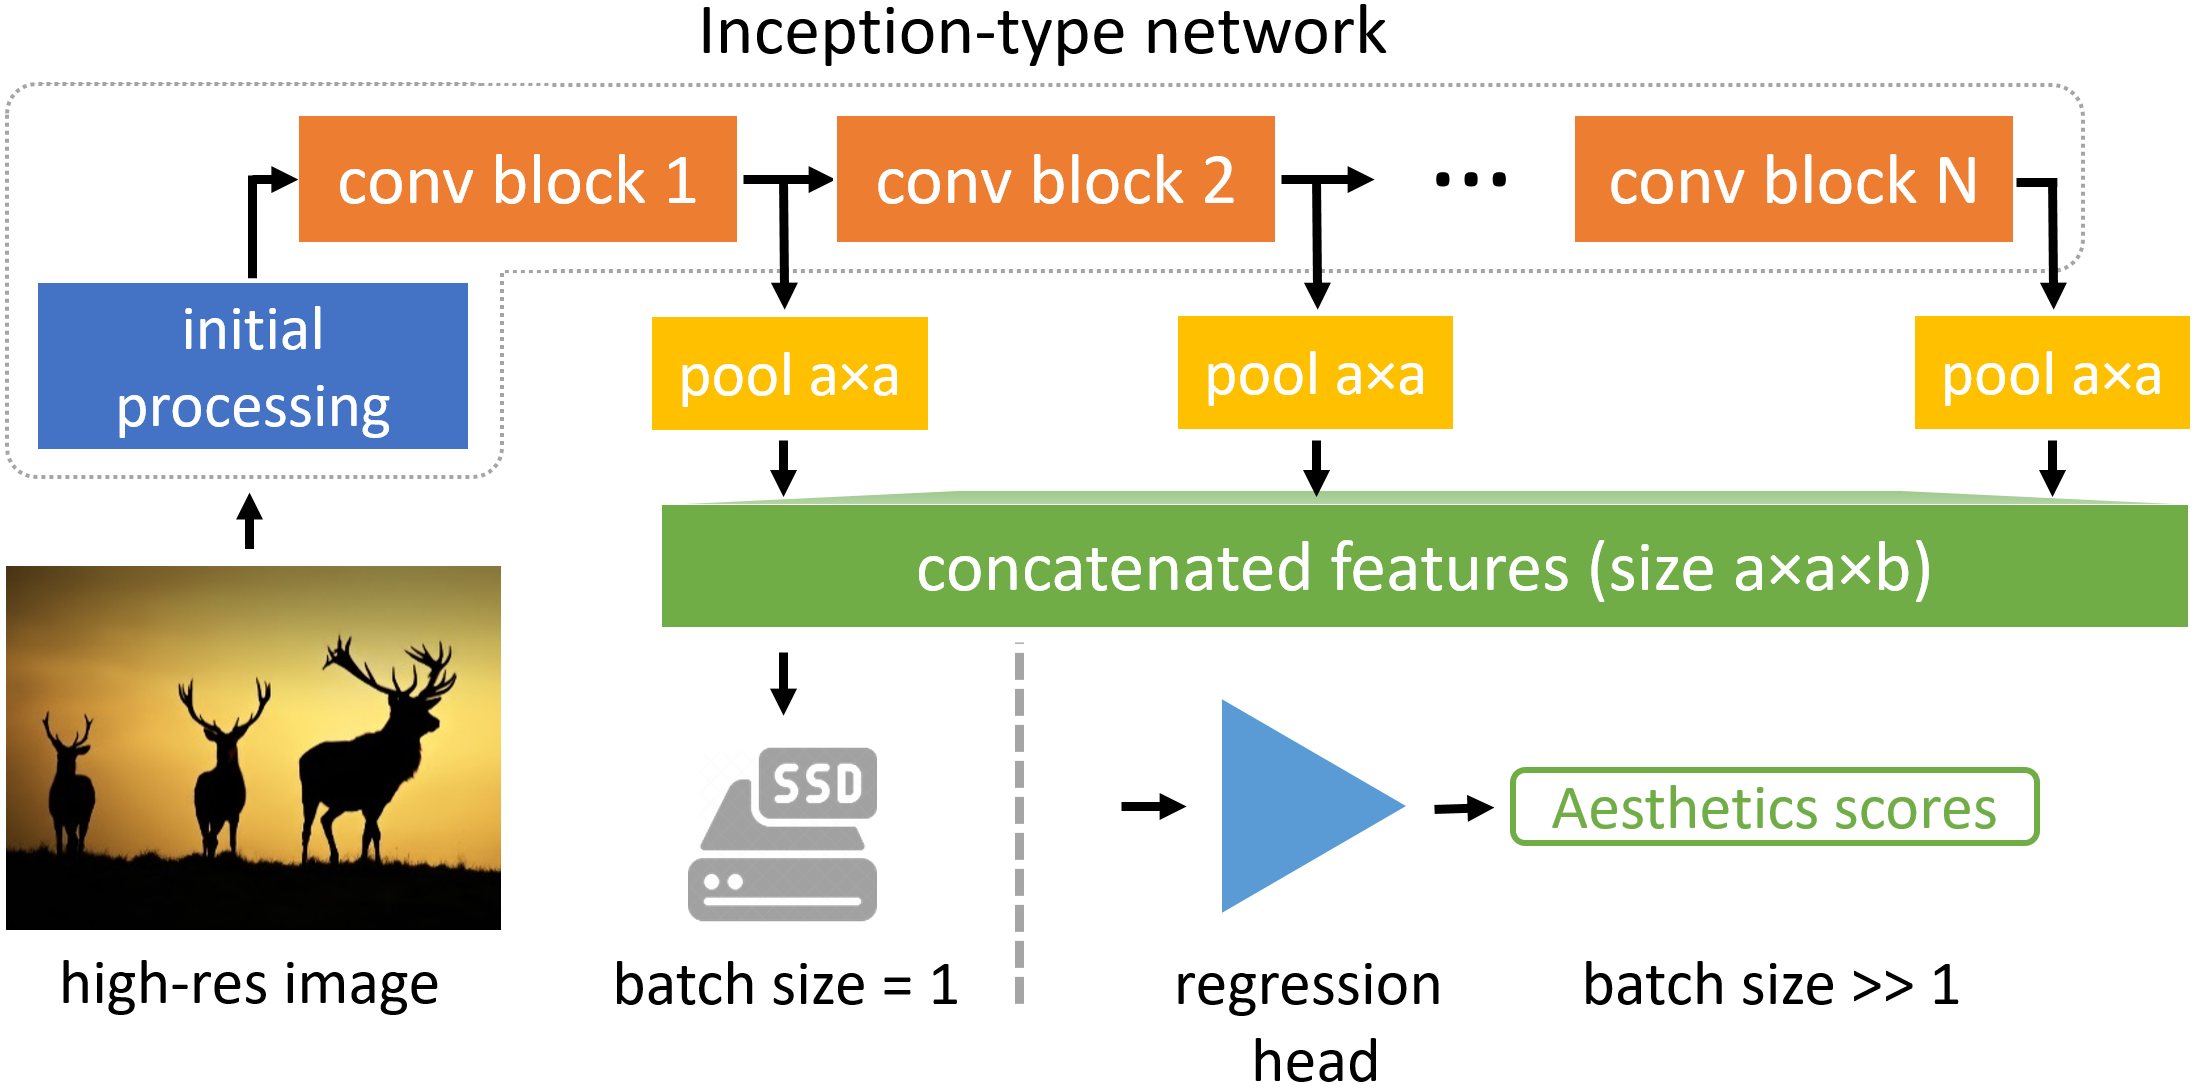 Inception-type network
conv block 1
conv block 2
...
conv block N
initial
processing
pool a×a
pool a×a
pool a×a
concatenated features (size a×a×b)
SSD
Aesthetics scores
high-res image
batch size = 1
regression
head
batch size >> 1